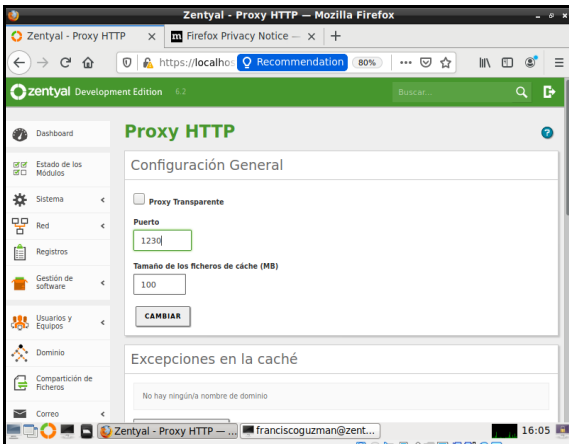 Zentyal - Proxy HTTP — Mozilla Firefox
Zentyal - Proxy HTTP × Firefox Privacy Notice — × +
https://localhos Recommendation 80%
zentyal Development Edition 6.2 Buscar...
Dashboard
Estado de los
Módulos
Sistema
Red
Registros
Gestión de
software
Usuarios y
Equipos
Dominio
Compartición de
Ficheros
Correo
Proxy HTTP
Configuración General
Proxy Transparente
Puerto
1230
Tamaño de los ficheros de cáche (MB)
100
CAMBIAR
Excepciones en la caché
No hay ningún/a nombre de dominio
Zentyal - Proxy HTTP — ... franciscoguzman@zent... 16:05